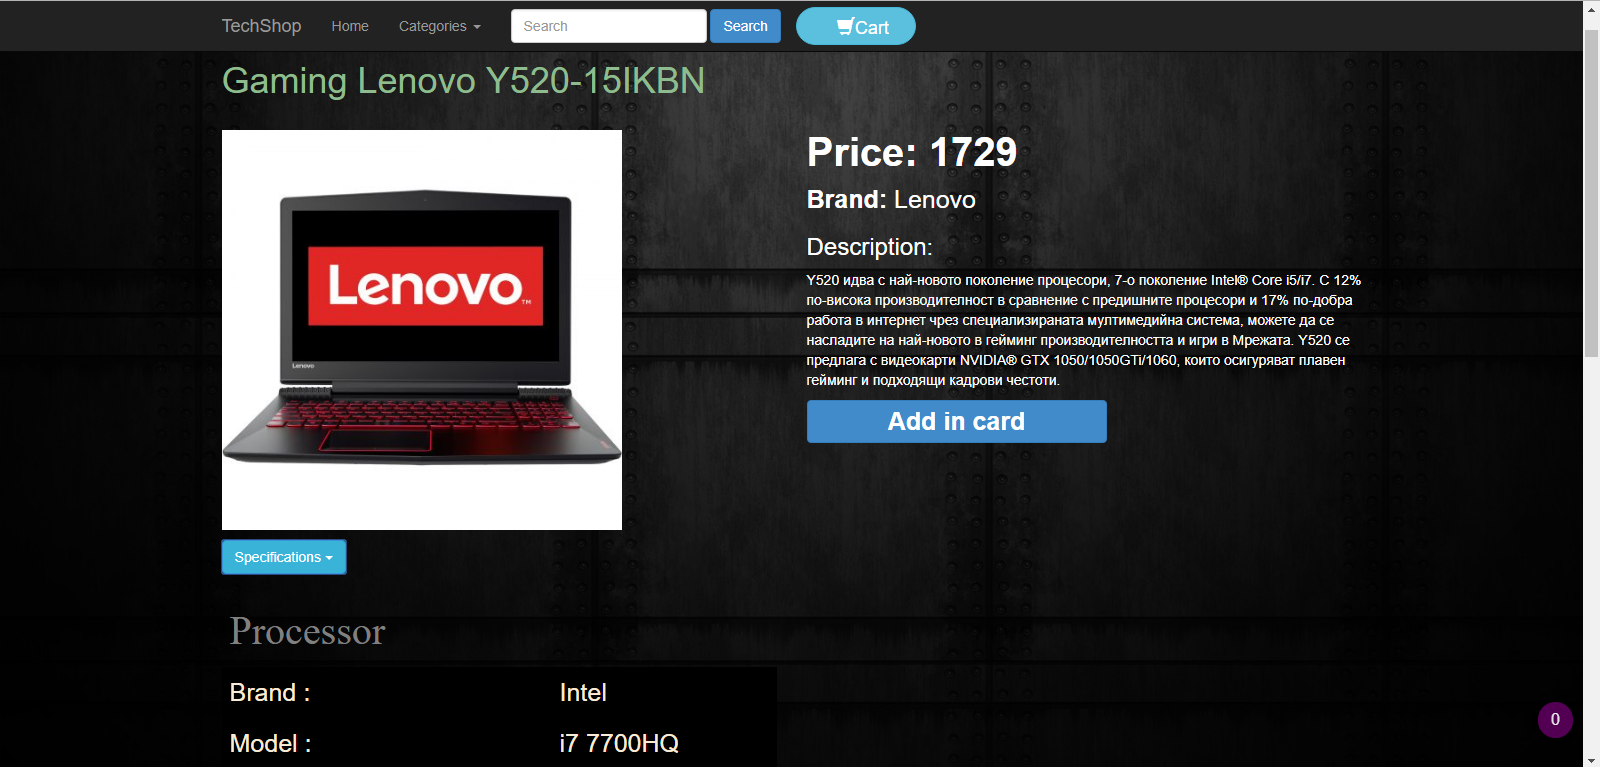 TechShop Home Categories Search Search Cart
Gaming Lenovo Y520-15IKBN
Lenovo™
Lenovo
Price: 1729
Brand: Lenovo
Description:
Y520 идва с най-новото поколение процесори, 7-о поколение Intel® Core i5/i7. С 12%
по-висока производителност в сравнение с предишните процесори и 17% по-добра
работа в интернет чрез специализираната мултимедийна система, можете да се
насладите на най-новото в гейминг производителността и игри в Мрежата. Y520 се
предлага с видеокарти NVIDIA® GTX 1050/1050GTi/1060, които осигуряват плавен
гейминг и подходящи кадрови честоти.
Add in card
Specifications
Processor
Brand : Intel
Model : i7 7700HQ
0